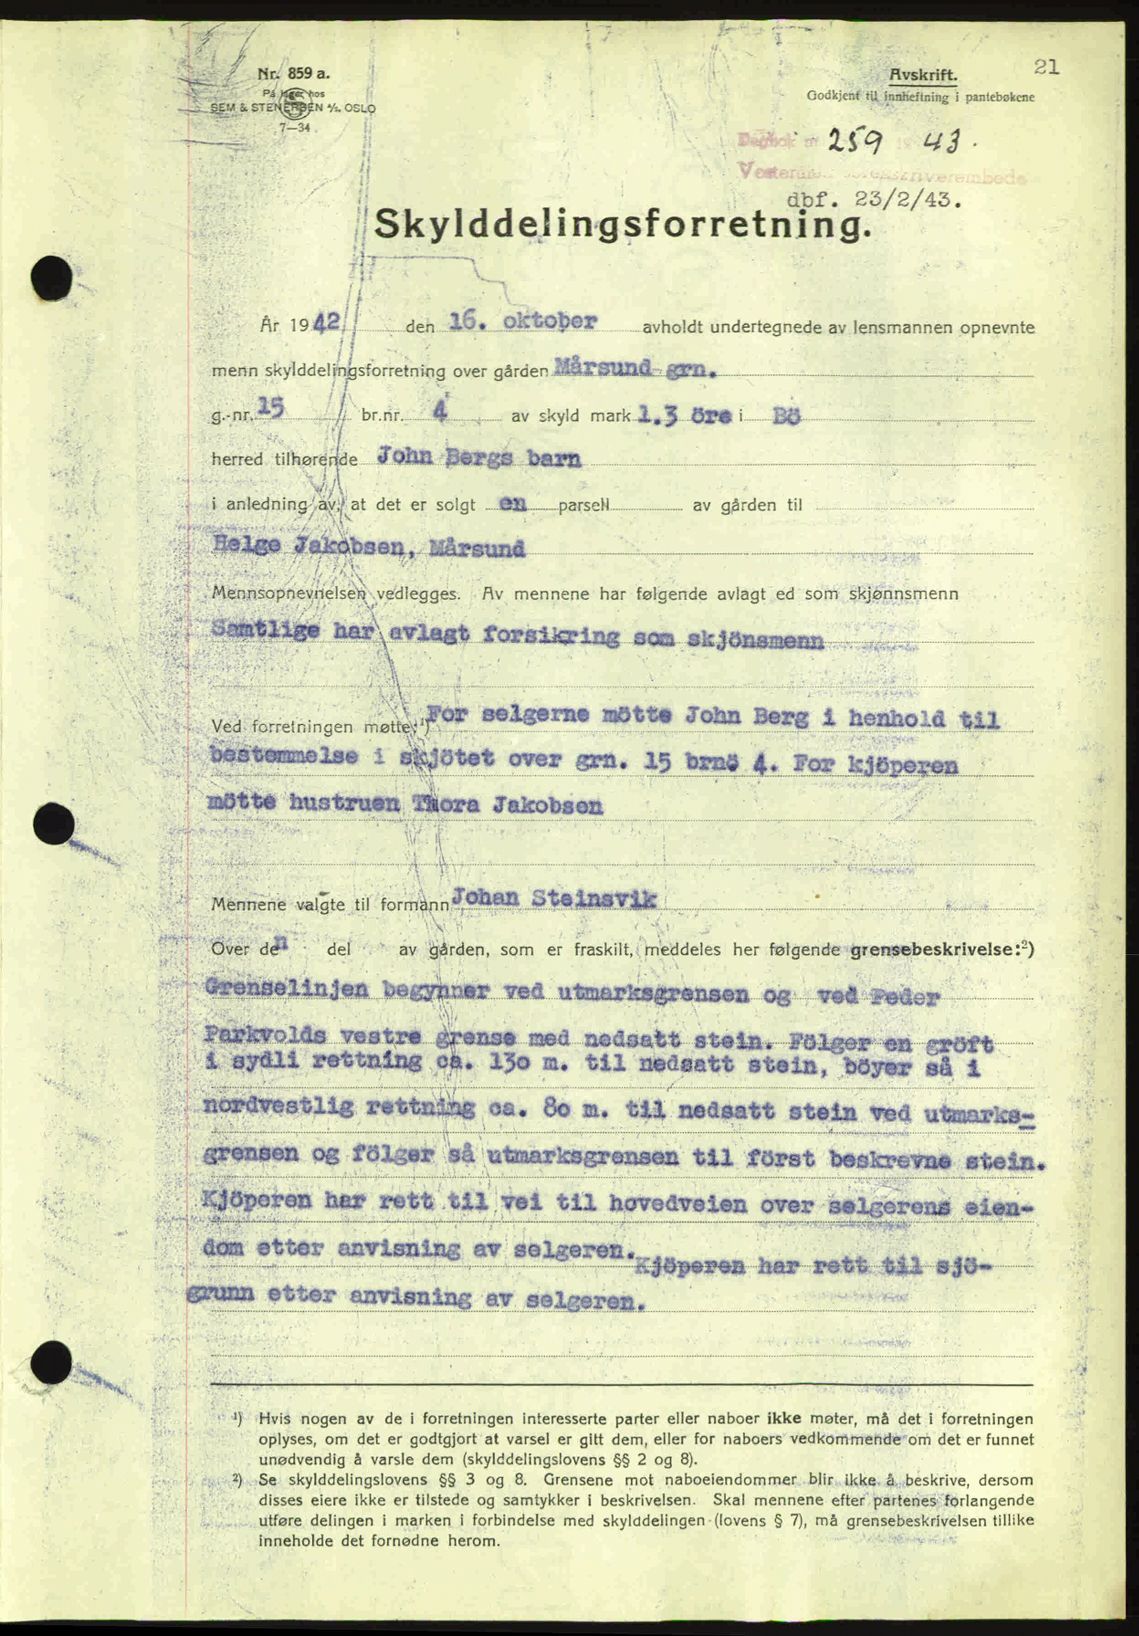 21
Nr. 859 a.
På lager hos
SEM & STENERSEN A/S. OSLO
7—34
Avskrift.
Godkjent til innheftning i pantebøkene
Dagbok nr 259 19 43.
Vesterålen sorenskriverembede
dbf. 23/2/43.
Skylddelingsforretning.
År 1942 den 16. oktober avholdt undertegnede av lensmannen opnevnte
menn skylddelingsforretning over gården Mårsund grn.
g.-nr. 15 br.nr. 4 av skyld mark 1.3 öre i Bö
herred tilhørende John Bergs barn
i anledning av, at det er solgt en parsell av gården til
Helge Jakobsen, Mårsund
Mennsopnevnelsen vedlegges. Av mennene har følgende avlagt ed som skjønnsmenn
Samtlige har avlagt forsikring som skjönsmenn
Ved forretningen møtte:¹) For selgerne mötte John Berg i henhold til
bestemmelse i skjötet over grn. 15 brnö 4. For kjöperen
mötte hustruen Thora Jakobsen
Mennene valgte til formann Johan Steinsvik
Over den del av gården, som er fraskilt, meddeles her følgende grensebeskrivelse:²)
Grenselinjen begynner ved utmarksgrensen og ved Peder
Parkvolds vestre grense med nedsatt stein. Fölger en gröft
i sydli rettning ca. 130 m. til nedsatt stein, böyer så i
nordvestlig rettning ca. 80 m. til nedsatt stein ved utmarks-
grensen og fölger så utmarksgrensen til först beskrevne stein.
Kjöperen har rett til vei til hovedveien over selgerens eien-
dom etter anvisning av selgeren. Kjöperen har rett til sjö-
grunn etter anvisning av selgeren.
¹) Hvis nogen av de i forretningen interesserte parter eller naboer ikke møter, må det i forretningen
oplyses, om det er godtgjort at varsel er gitt dem, eller for naboers vedkommende om det er funnet
unødvendig å varsle dem (skylddelingslovens §§ 2 og 8).
²) Se skylddelingslovens §§ 3 og 8. Grensene mot naboeiendommer blir ikke å beskrive, dersom
disses eiere ikke er tilstede og samtykker i beskrivelsen. Skal mennene efter partenes forlangende
utføre delingen i marken i forbindelse med skylddelingen (lovens § 7), må grensebeskrivelsen tillike
inneholde det fornødne herom.